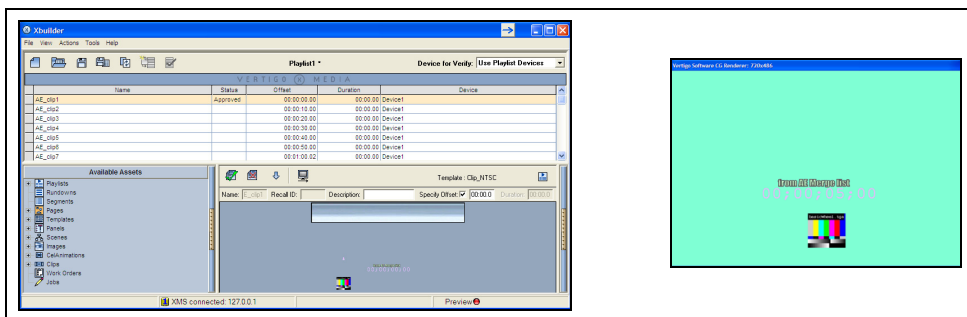 Xbuilder
File View Actions Tools Help
Playlist1 * Device for Verify: Use Playlist Devices
VERTIGO X MEDIA
Name Status Offset Duration Device
AE_clip1 Approved 00:00:00.00 00:00.00 Device1
AE_clip2 00:00:10.00 00:00.00 Device1
AE_clip3 00:00:20.00 00:00.00 Device1
AE_clip4 00:00:30.00 00:00.00 Device1
AE_clip5 00:00:40.00 00:00.00 Device1
AE_clip6 00:00:50.00 00:00.00 Device1
AE_clip7 00:01:00.02 00:00.00 Device1
Available Assets
Playlists
Rundowns
Segments
Pages
Templates
Panels
Scenes
Images
CelAnimations
Clips
Work Orders
Jobs
Template : Clip_NTSC
Name: E_clip1 Recall ID: Description: Specify Offset: 00:00.0 Duration: 00:00.0
XMS connected: 127.0.0.1 Preview
Vertigo Software CG Renderer: 720x486
from AE Merge list
00:00:05:00